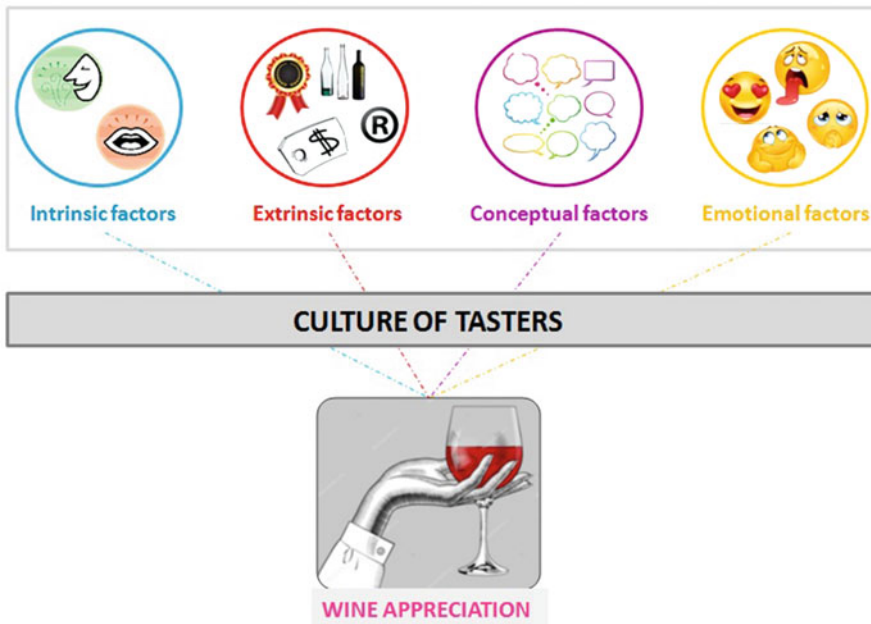 $
®
Intrinsic factors
Extrinsic factors
Conceptual factors
Emotional factors
CULTURE OF TASTERS
WINE APPRECIATION